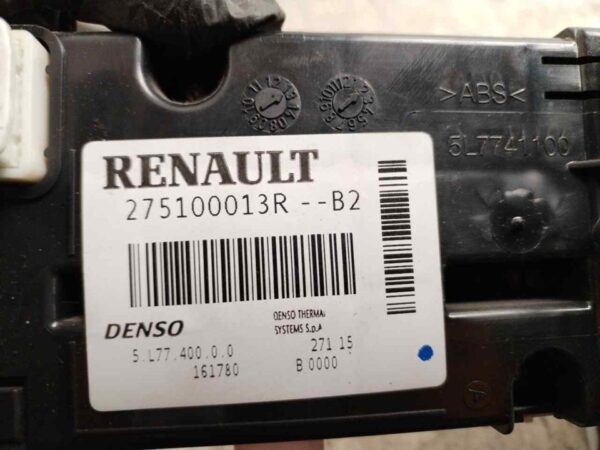 >ABS<
5L7741100
RENAULT
275100013R --B2
DENSO
DENSO THERMAL
SYSTEMS S.p.A
5.L77.400.0.0
271 15
161780
B 0000